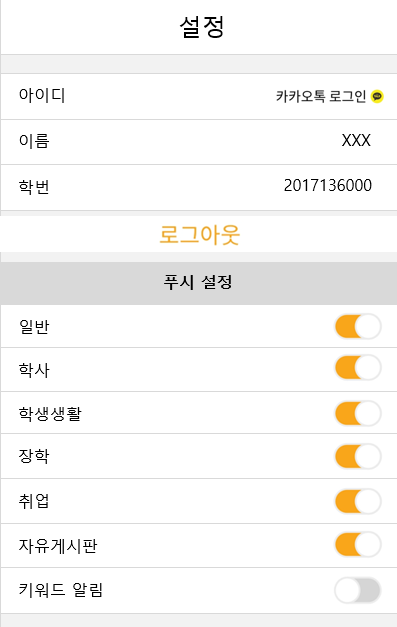 설정
아이디 카카오톡 로그인
이름 XXX
학번 2017136000
로그아웃
푸시 설정
일반
학사
학생생활
장학
취업
자유게시판
키워드 알림